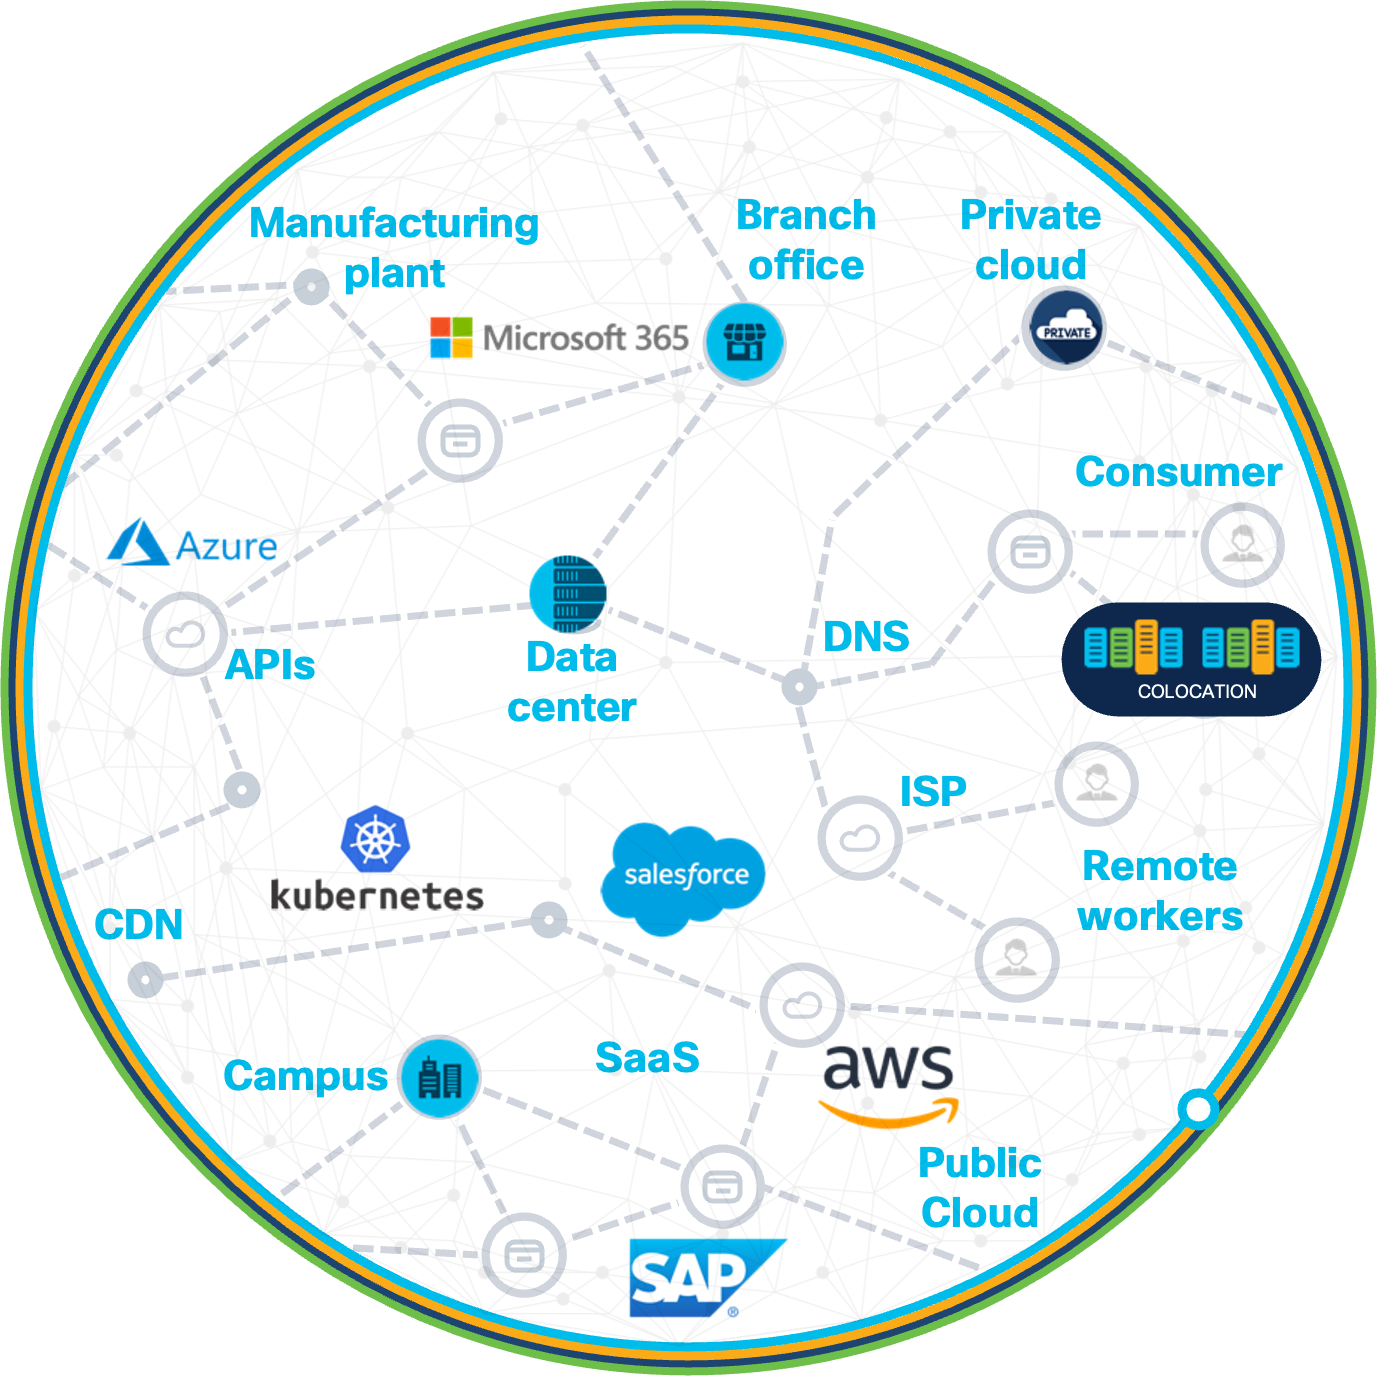 Manufacturing
plant
Branch
office
Private
cloud
PRIVATE
Microsoft 365
Consumer
Azure
APIs
Data
center
DNS
COLOCATION
ISP
Remote
workers
kubernetes
salesforce
CDN
Campus
SaaS
aws
Public
Cloud
SAP®